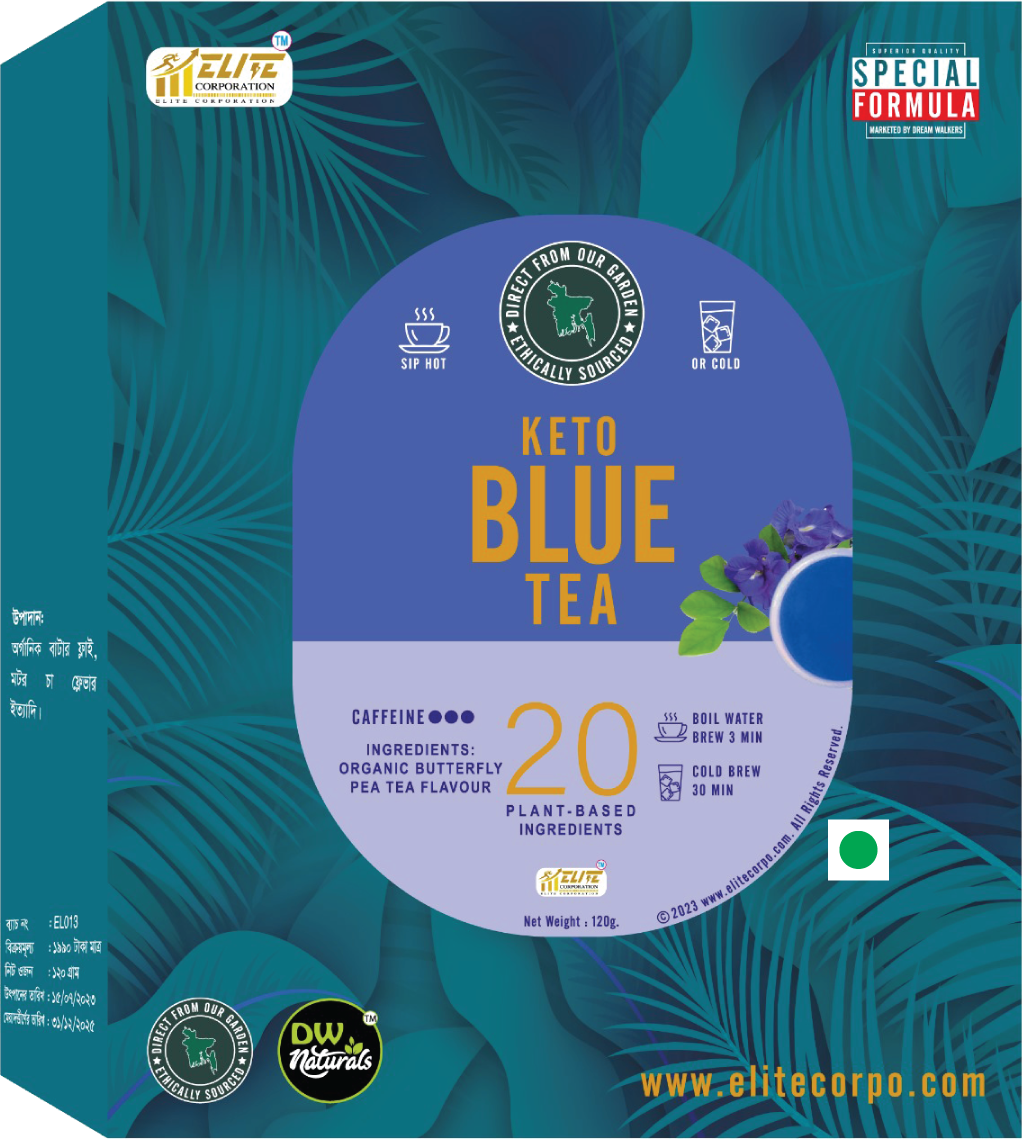 ELITE
CORPORATION
ELITE CORPORATION
TM
SUPERIOR QUALITY
SPECIAL
FORMULA
MARKETED BY DREAM WALKERS
DIRECT FROM OUR GARDEN
ETHICALLY SOURCED
SIP HOT
OR COLD
KETO
BLUE
TEA
উপাদান:
অর্গানিক বাটার ফ্লাই,
মটর চা ফ্লেভার
ইত্যাদি।
CAFFEINE
INGREDIENTS:
ORGANIC BUTTERFLY
PEA TEA FLAVOUR
20
PLANT-BASED
INGREDIENTS
BOIL WATER
BREW 3 MIN
COLD BREW
30 MIN
ELITE
CORPORATION
ELITE CORPORATION
TM
Net Weight : 120g.
©2023 www.elitecorpo.com. All Rights Reserved.
ব্যাচ নং : EL013
বিক্রয়মূল্য : ১৯৯০ টাকা মাত্র
নিট ওজন : ১২০ গ্রাম
উৎপাদনের তারিখ : ১৫/০৭/২০২৩
মেয়াদউত্তীর্ণের তারিখ : ৩১/১২/২০২৫
DIRECT FROM OUR GARDEN
ETHICALLY SOURCED
DW
Naturals
TM
www.elitecorpo.com